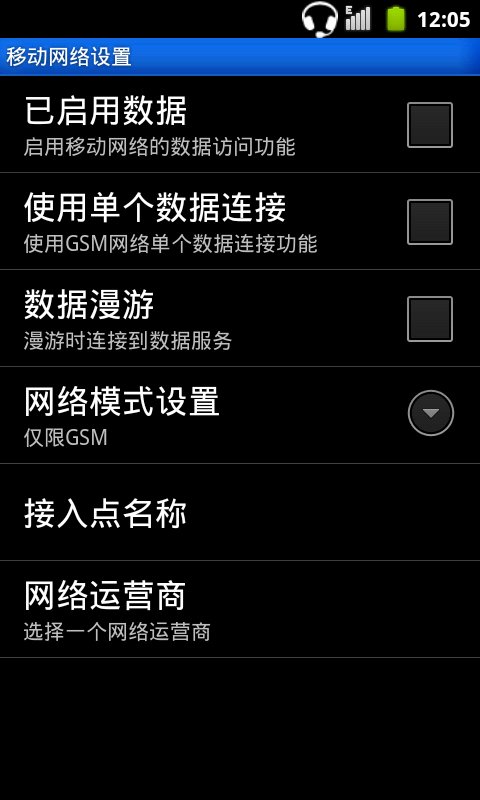 E 12:05
移动网络设置
已启用数据
启用移动网络的数据访问功能
使用单个数据连接
使用GSM网络单个数据连接功能
数据漫游
漫游时连接到数据服务
网络模式设置
仅限GSM
接入点名称
网络运营商
选择一个网络运营商